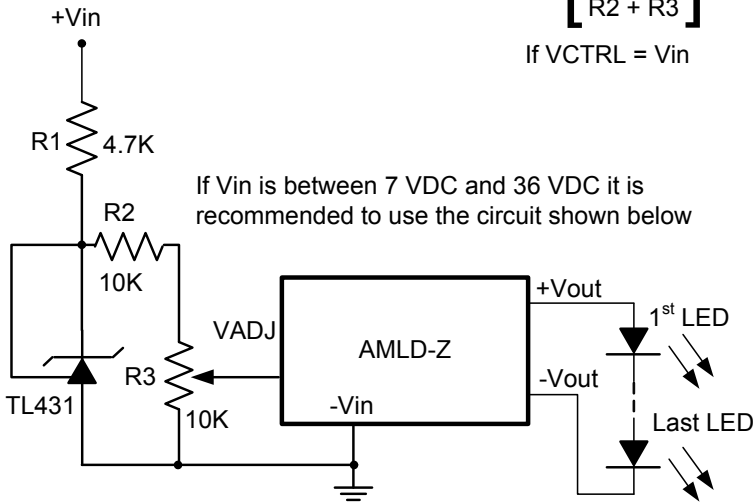 [ R2 + R3 ]
If VCTRL = Vin
+Vin
R1
4.7K
If Vin is between 7 VDC and 36 VDC it is
recommended to use the circuit shown below
R2
10K
+Vout
1st LED
VADJ
AMLD-Z
R3
-Vout
TL431
10K
-Vin
Last LED